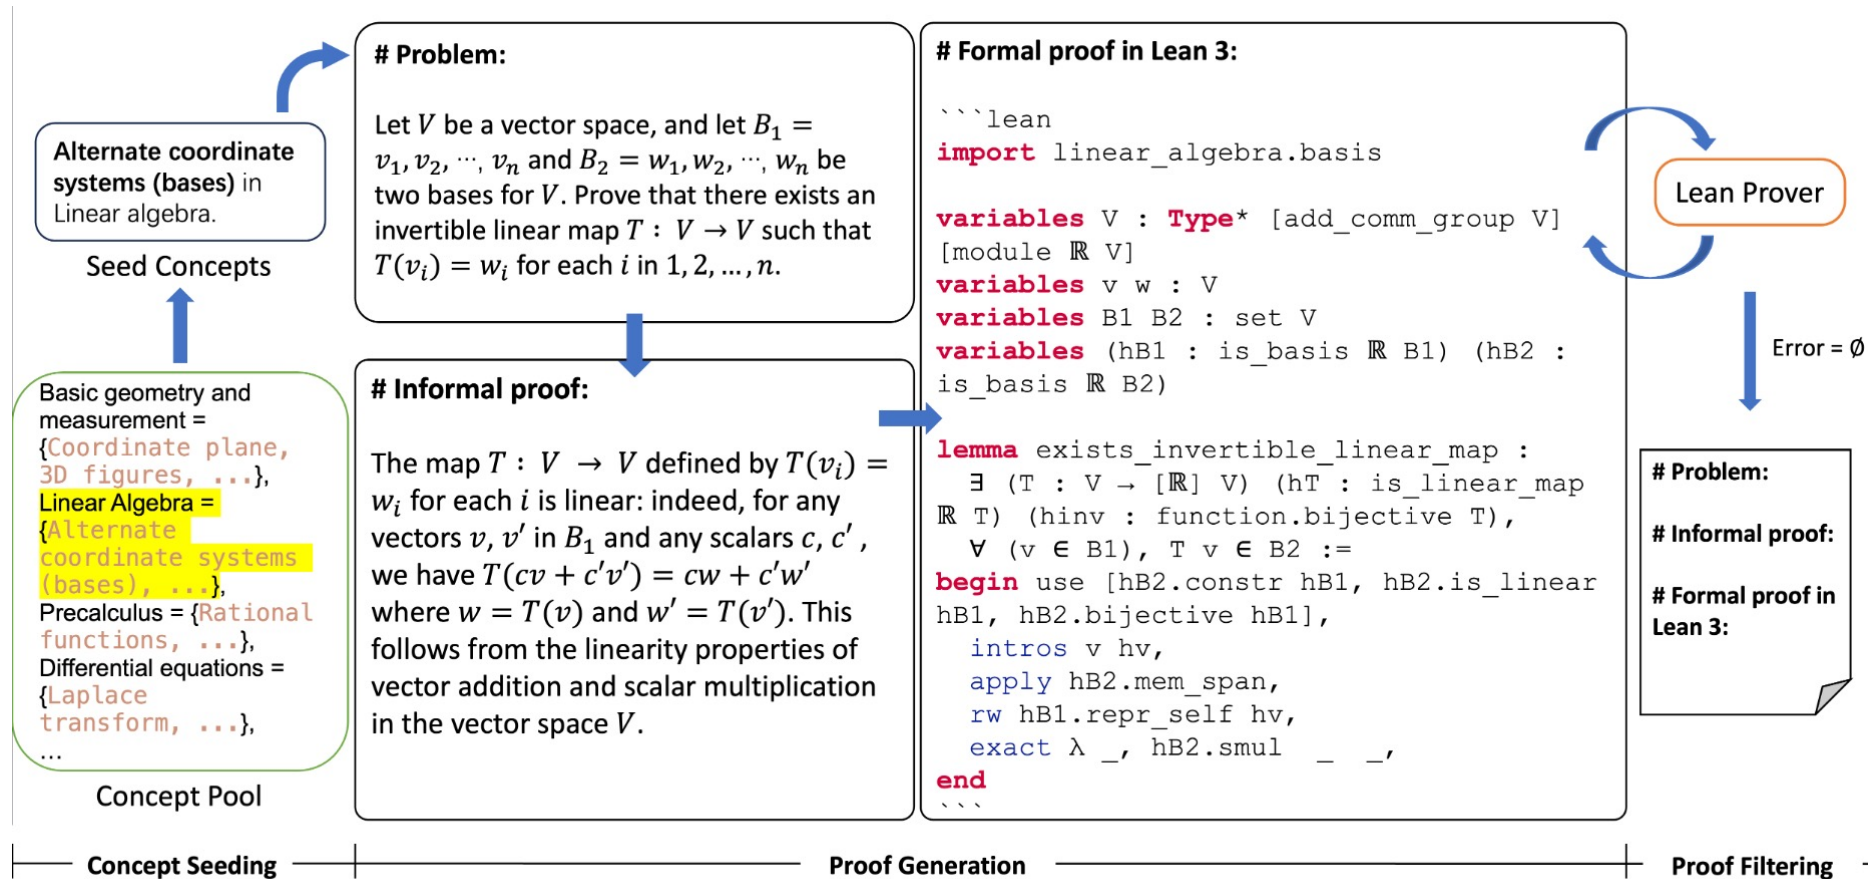 Alternate coordinate
systems (bases) in
Linear algebra.
Seed Concepts
Basic geometry and
measurement =
{Coordinate plane,
3D figures, ...},
Linear Algebra =
{Alternate
coordinate systems
(bases), ...},
Precalculus = {Rational
functions, ...},
Differential equations =
{Laplace
transform, ...},
...
Concept Pool
# Problem:
Let V be a vector space, and let B₁ =
v₁, v₂, ⋯, vₙ and B₂ = w₁, w₂, ⋯, wₙ be
two bases for V. Prove that there exists an
invertible linear map T : V → V such that
T(vᵢ) = wᵢ for each i in 1, 2, …, n.
# Informal proof:
The map T : V → V defined by T(vᵢ) =
wᵢ for each i is linear: indeed, for any
vectors v, v′ in B₁ and any scalars c, c′ ,
we have T(cv + c′v′) = cw + c′w′
where w = T(v) and w′ = T(v′). This
follows from the linearity properties of
vector addition and scalar multiplication
in the vector space V.
# Formal proof in Lean 3:
```lean
import linear_algebra.basis
variables V : Type* [add_comm_group V]
[module ℝ V]
variables v w : V
variables B1 B2 : set V
variables (hB1 : is_basis ℝ B1) (hB2 :
is_basis ℝ B2)
lemma exists_invertible_linear_map :
∃ (T : V → [ℝ] V) (hT : is_linear_map
ℝ T) (hinv : function.bijective T),
∀ (v ∈ B1), T v ∈ B2 :=
begin use [hB2.constr hB1, hB2.is_linear
hB1, hB2.bijective hB1],
intros v hv,
apply hB2.mem_span,
rw hB1.repr_self hv,
exact λ _, hB2.smul _ _,
end
```
Lean Prover
Error = ∅
# Problem:
# Informal proof:
# Formal proof in
Lean 3:
Concept Seeding
Proof Generation
Proof Filtering